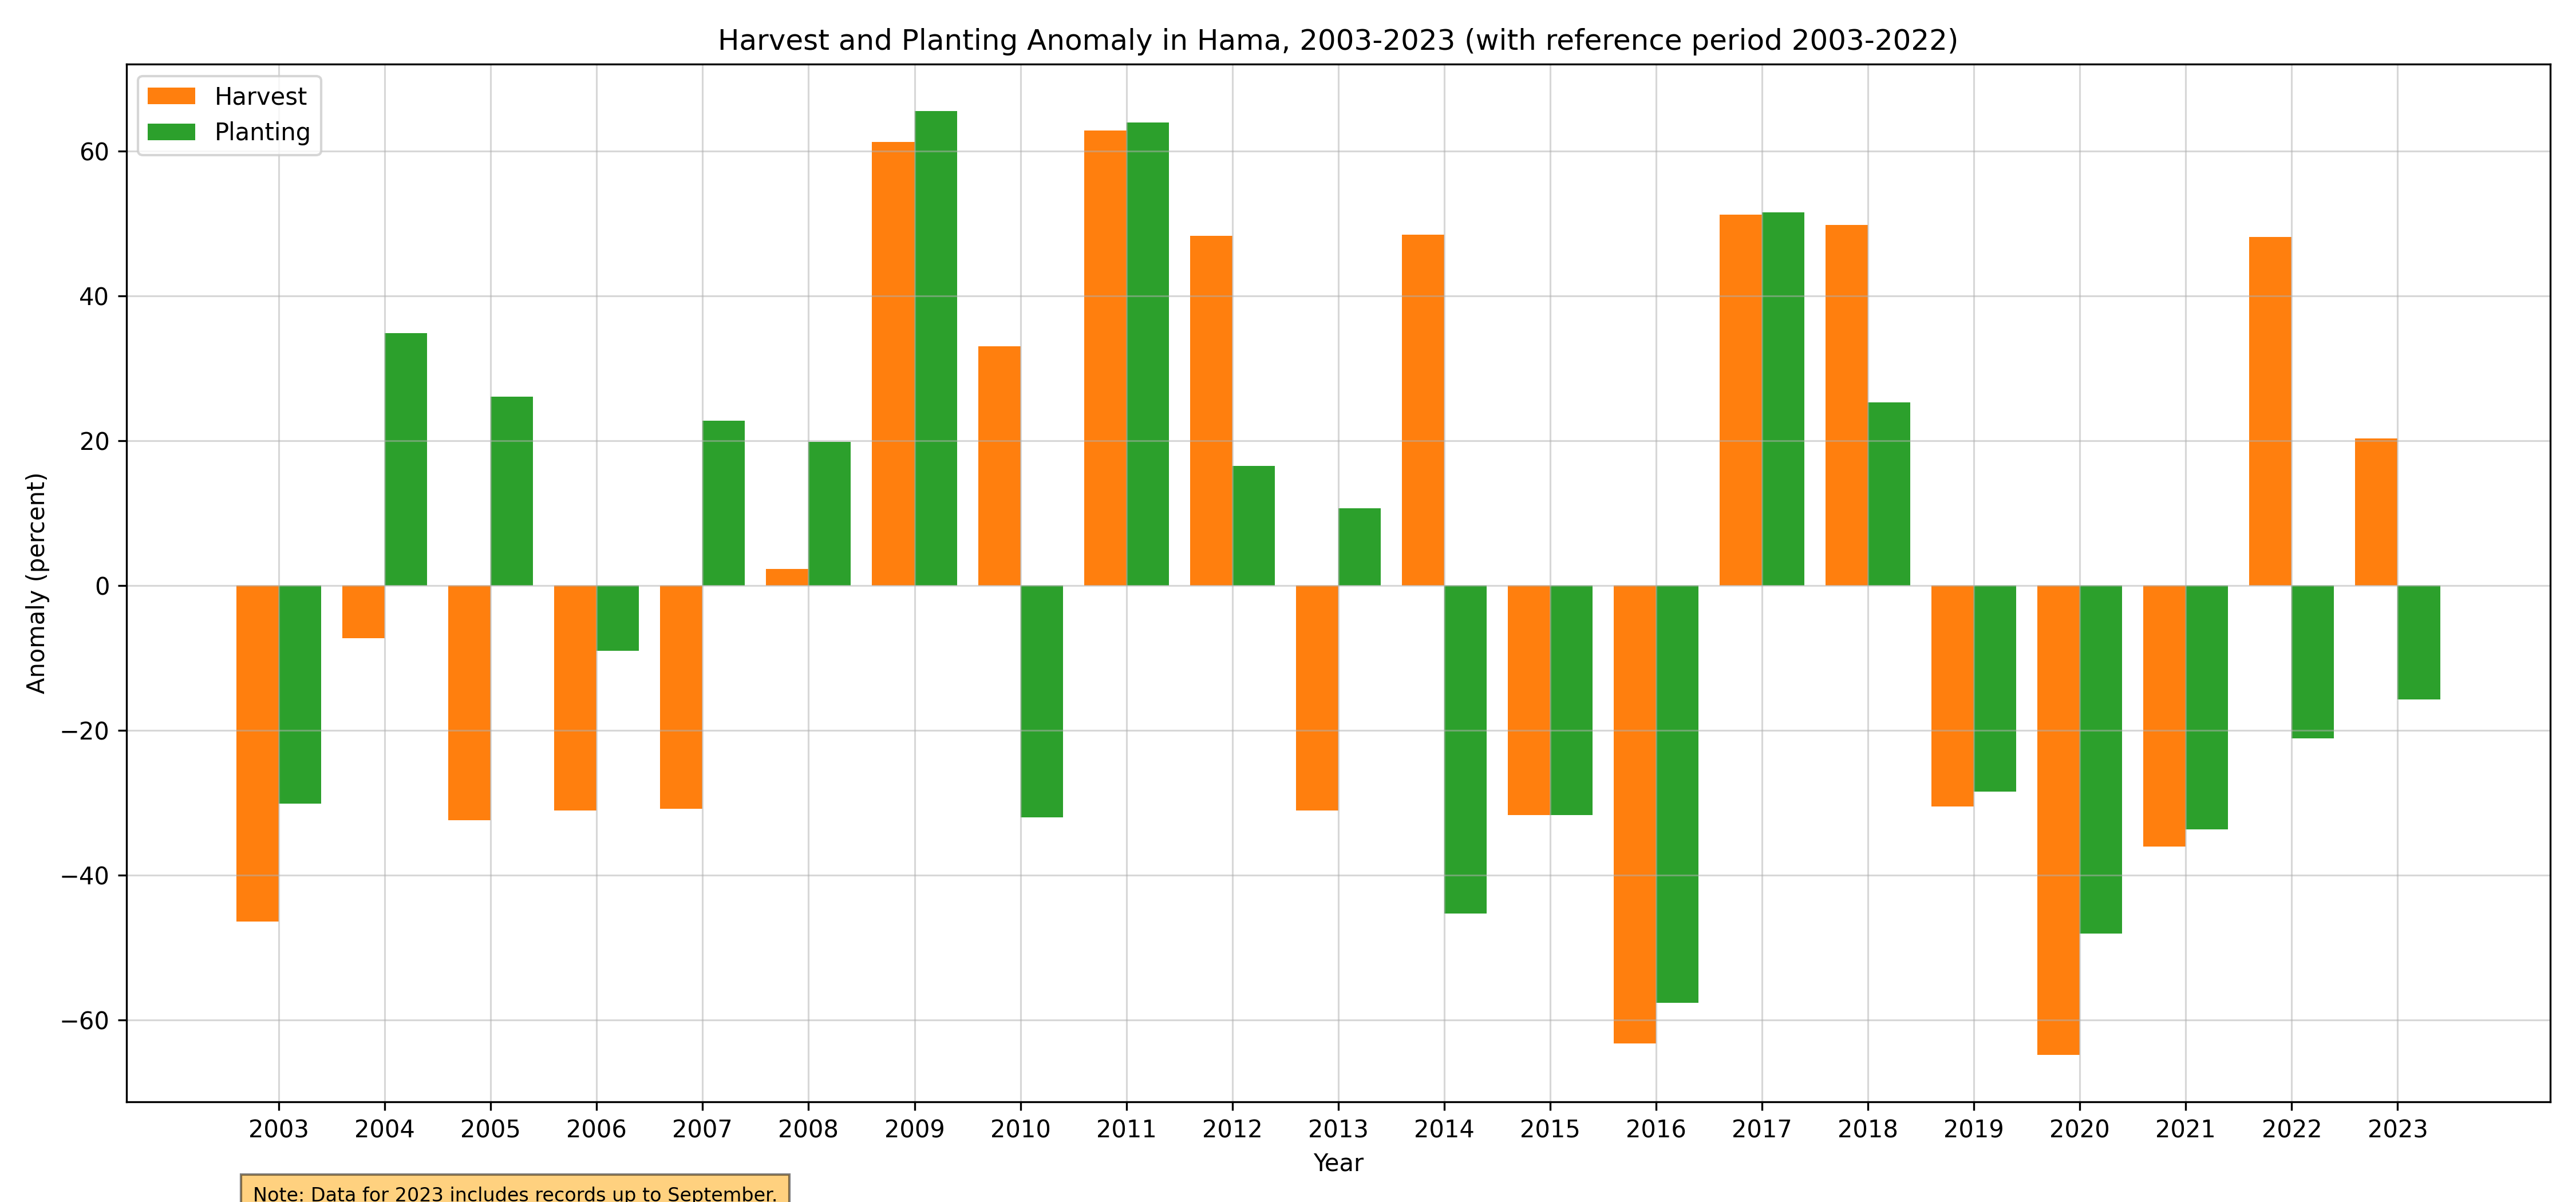 Harvest and Planting Anomaly in Hama, 2003-2023 (with reference period 2003-2022)
Harvest
Planting
60
40
20
0
−20
−40
−60
Anomaly (percent)
2003 2004 2005 2006 2007 2008 2009 2010 2011 2012 2013 2014 2015 2016 2017 2018 2019 2020 2021 2022 2023
Year
Note: Data for 2023 includes records up to September.